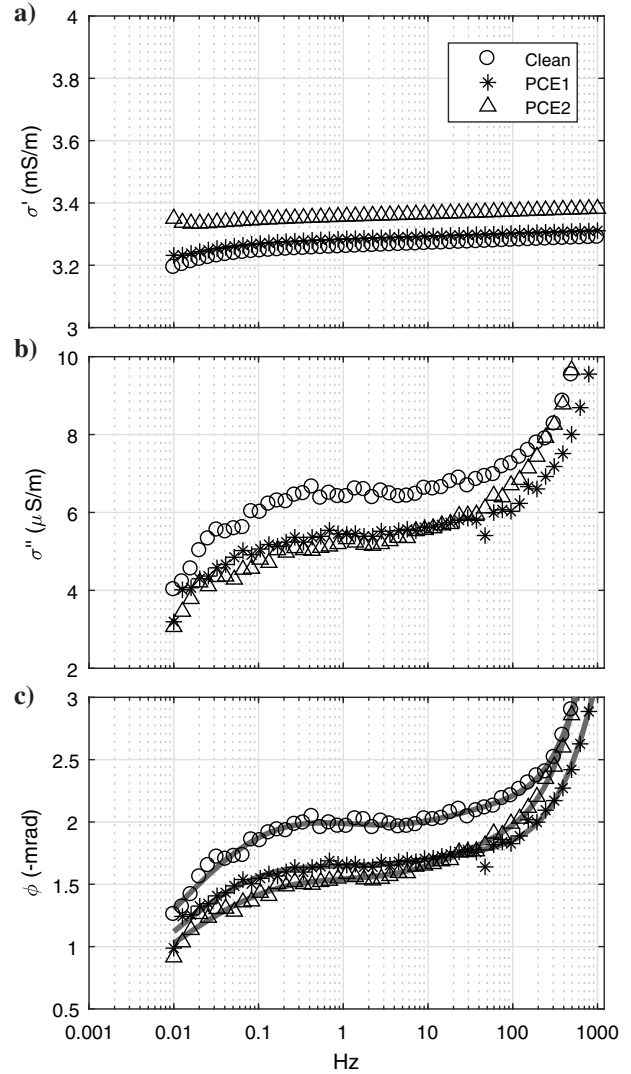 a)
4
3.8
3.6
3.4
3.2
3
σ' (mS/m)
Clean
PCE1
PCE2
b)
10
8
6
4
2
σ'' (μ S/m)
c)
3
2.5
2
1.5
1
0.5
ϕ (-mrad)
0.001 0.01 0.1 1 10 100 1000
Hz